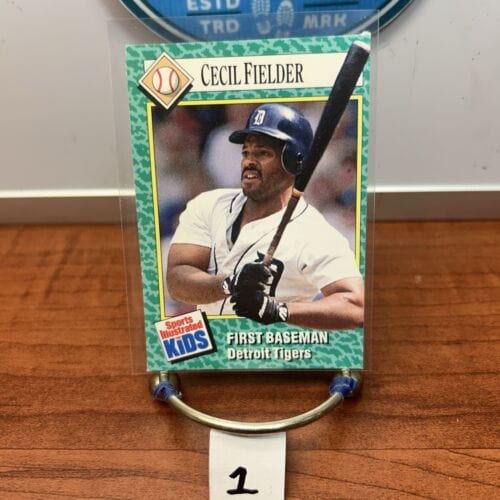 ESTD
TRD MRK
CECIL FIELDER
D
Sports
Illustrated
KiDS
FIRST BASEMAN
Detroit Tigers
1